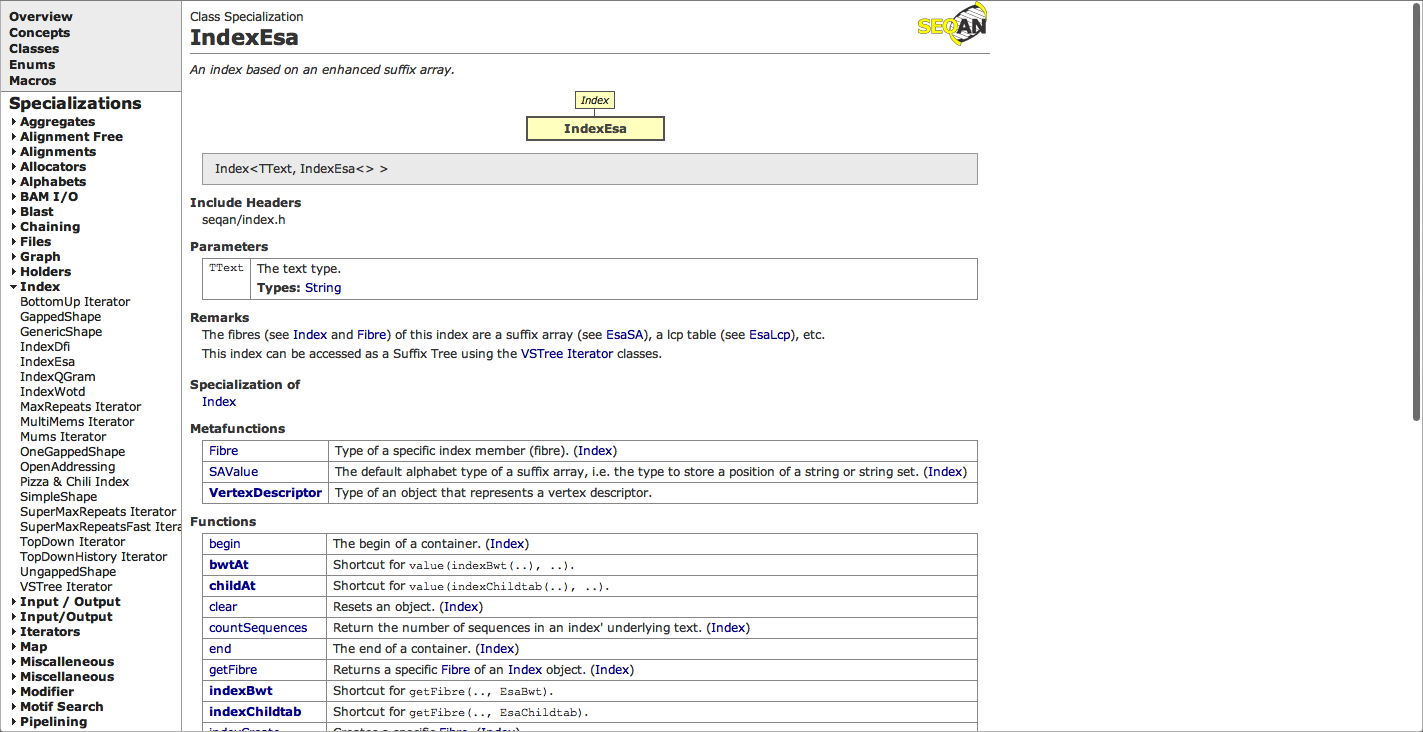 Overview
Concepts
Classes
Enums
Macros
Specializations
Aggregates
Alignment Free
Alignments
Allocators
Alphabets
BAM I/O
Blast
Chaining
Files
Graph
Holders
Index
BottomUp Iterator
GappedShape
GenericShape
IndexDfi
IndexEsa
IndexQGram
IndexWotd
MaxRepeats Iterator
MultiMems Iterator
Mums Iterator
OneGappedShape
OpenAddressing
Pizza & Chili Index
SimpleShape
SuperMaxRepeats Iterator
SuperMaxRepeatsFast Itera
TopDown Iterator
TopDownHistory Iterator
UngappedShape
VSTree Iterator
Input / Output
Input/Output
Iterators
Map
Miscalleneous
Miscellaneous
Modifier
Motif Search
Pipelining
Class Specialization
IndexEsa
SEQAN
An index based on an enhanced suffix array.
Index
IndexEsa
Index<TText, IndexEsa<> >
Include Headers
seqan/index.h
Parameters
TText The text type.
Types: String
Remarks
The fibres (see Index and Fibre) of this index are a suffix array (see EsaSA), a lcp table (see EsaLcp), etc.
This index can be accessed as a Suffix Tree using the VSTree Iterator classes.
Specialization of
Index
Metafunctions
Fibre Type of a specific index member (fibre). (Index)
SAValue The default alphabet type of a suffix array, i.e. the type to store a position of a string or string set. (Index)
VertexDescriptor Type of an object that represents a vertex descriptor.
Functions
begin The begin of a container. (Index)
bwtAt Shortcut for value(indexBwt(..), ..).
childAt Shortcut for value(indexChildtab(..), ..).
clear Resets an object. (Index)
countSequences Return the number of sequences in an index' underlying text. (Index)
end The end of a container. (Index)
getFibre Returns a specific Fibre of an Index object. (Index)
indexBwt Shortcut for getFibre(.., EsaBwt).
indexChildtab Shortcut for getFibre(.., EsaChildtab).
indexCreate Creates a specific Fibre. (Index)